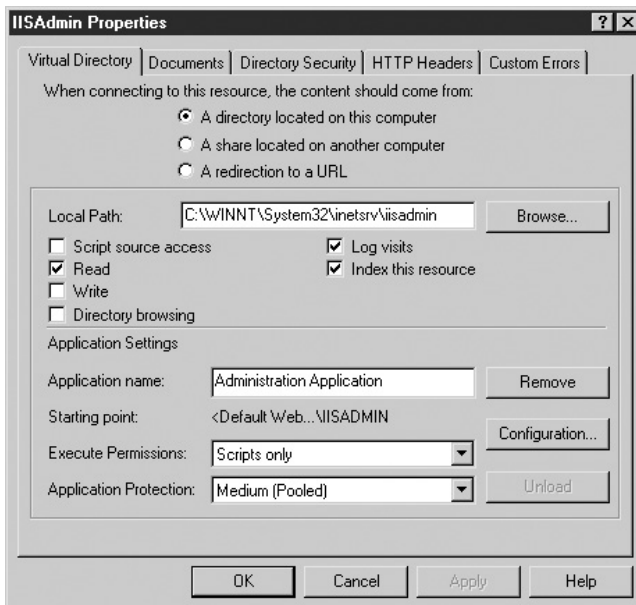 IISAdmin Properties
Virtual Directory Documents Directory Security HTTP Headers Custom Errors
When connecting to this resource, the content should come from:
A directory located on this computer
A share located on another computer
A redirection to a URL
Local Path: C:\WINNT\System32\inetsrv\iisadmin Browse...
Script source access Log visits
Read Index this resource
Write
Directory browsing
Application Settings
Application name: Administration Application Remove
Starting point: <Default Web...\IISADMIN
Configuration...
Execute Permissions: Scripts only
Application Protection: Medium (Pooled) Unload
OK Cancel Apply Help